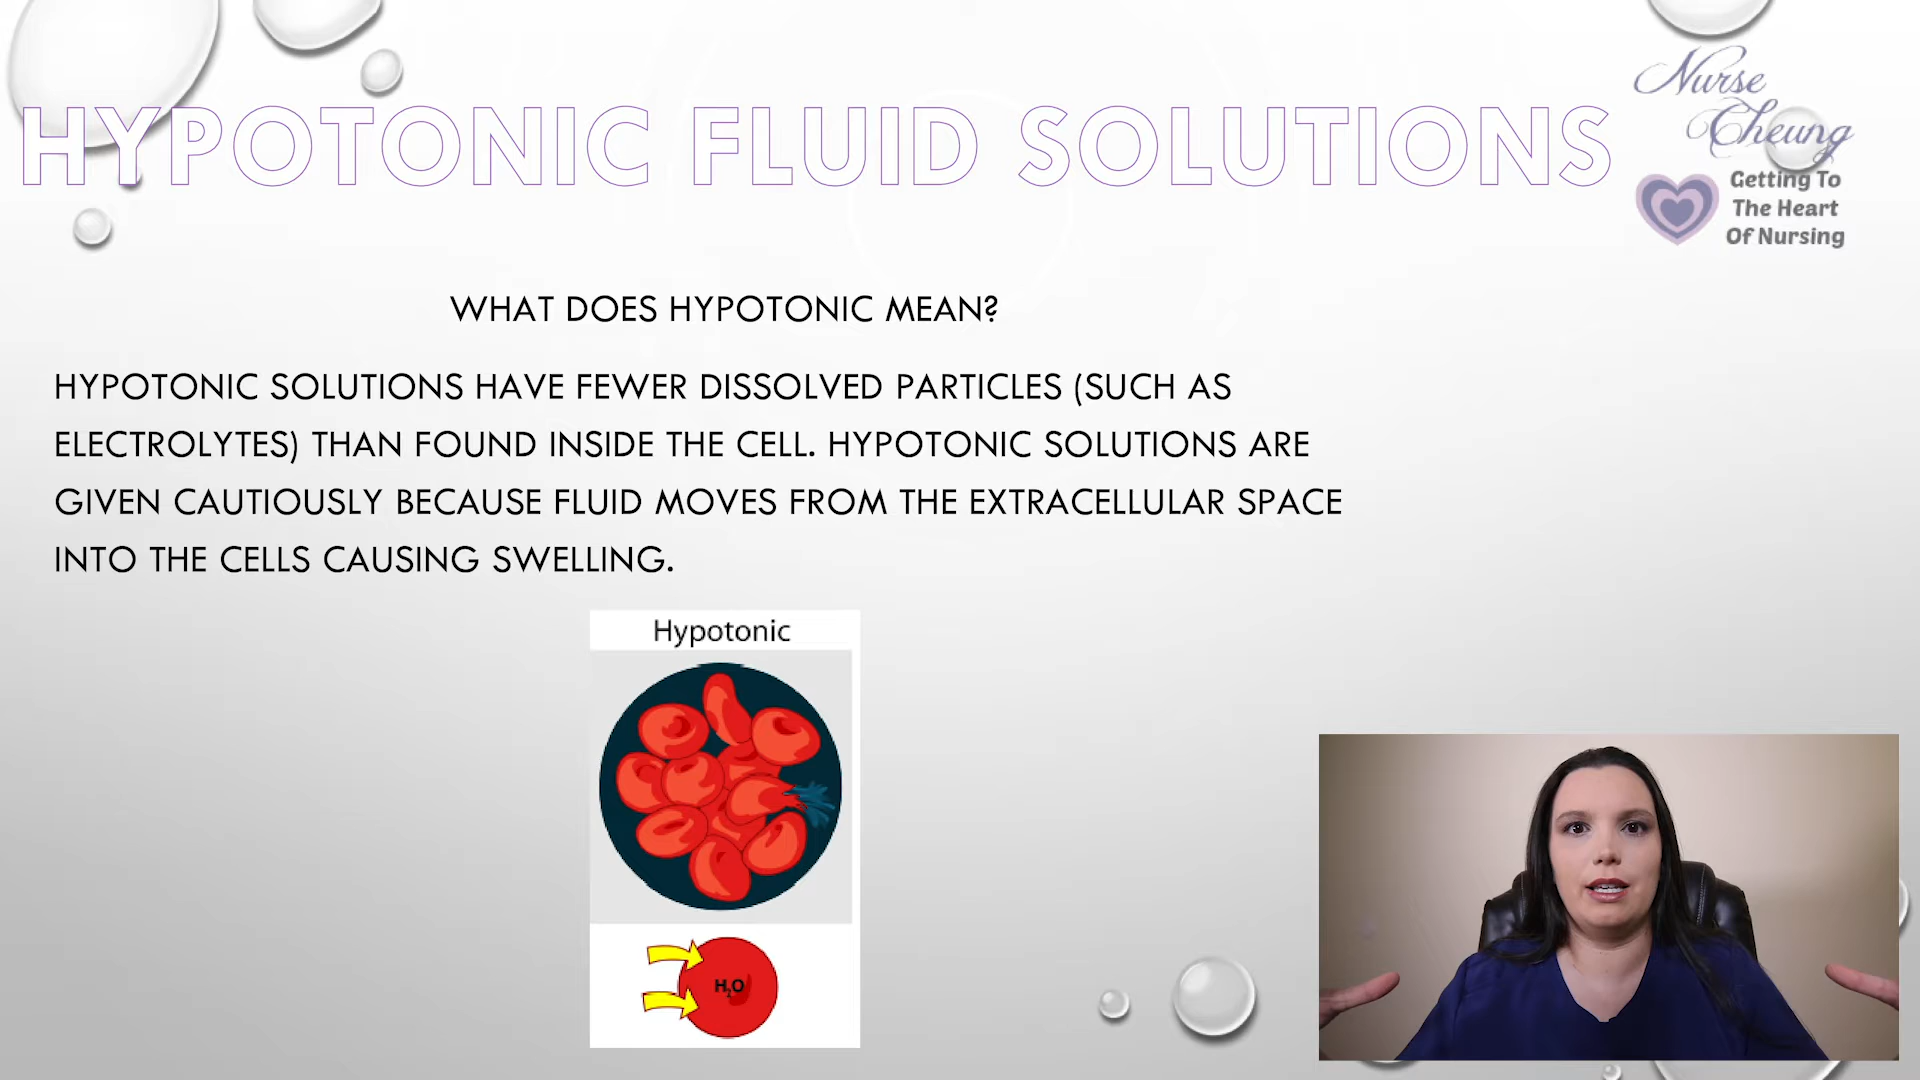 HYPOTONIC FLUID SOLUTIONS
Nurse
Cheung
Getting To
The Heart
Of Nursing
WHAT DOES HYPOTONIC MEAN?
HYPOTONIC SOLUTIONS HAVE FEWER DISSOLVED PARTICLES (SUCH AS
ELECTROLYTES) THAN FOUND INSIDE THE CELL. HYPOTONIC SOLUTIONS ARE
GIVEN CAUTIOUSLY BECAUSE FLUID MOVES FROM THE EXTRACELLULAR SPACE
INTO THE CELLS CAUSING SWELLING.
Hypotonic
H₂O